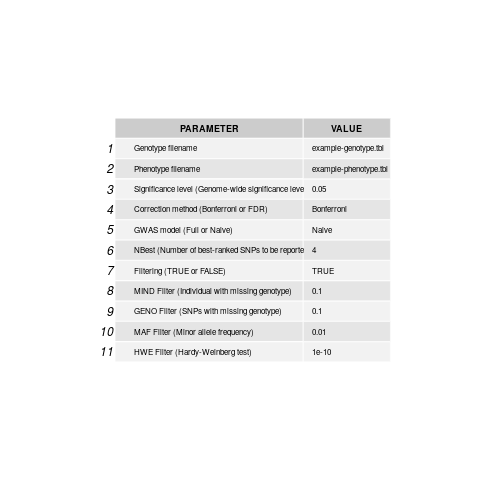 PARAMETER VALUE
1 Genotype filename example-genotype.tbl
2 Phenotype filename example-phenotype.tbl
3 Significance level (Genome-wide significance leve 0.05
4 Correction method (Bonferroni or FDR) Bonferroni
5 GWAS model (Full or Naive) Naive
6 NBest (Number of best-ranked SNPs to be reporte 4
7 Filtering (TRUE or FALSE) TRUE
8 MIND Filter (Individual with missing genotype) 0.1
9 GENO Filter (SNPs with missing genotype) 0.1
10 MAF Filter (Minor allele frequency) 0.01
11 HWE Filter (Hardy-Weinberg test) 1e-10